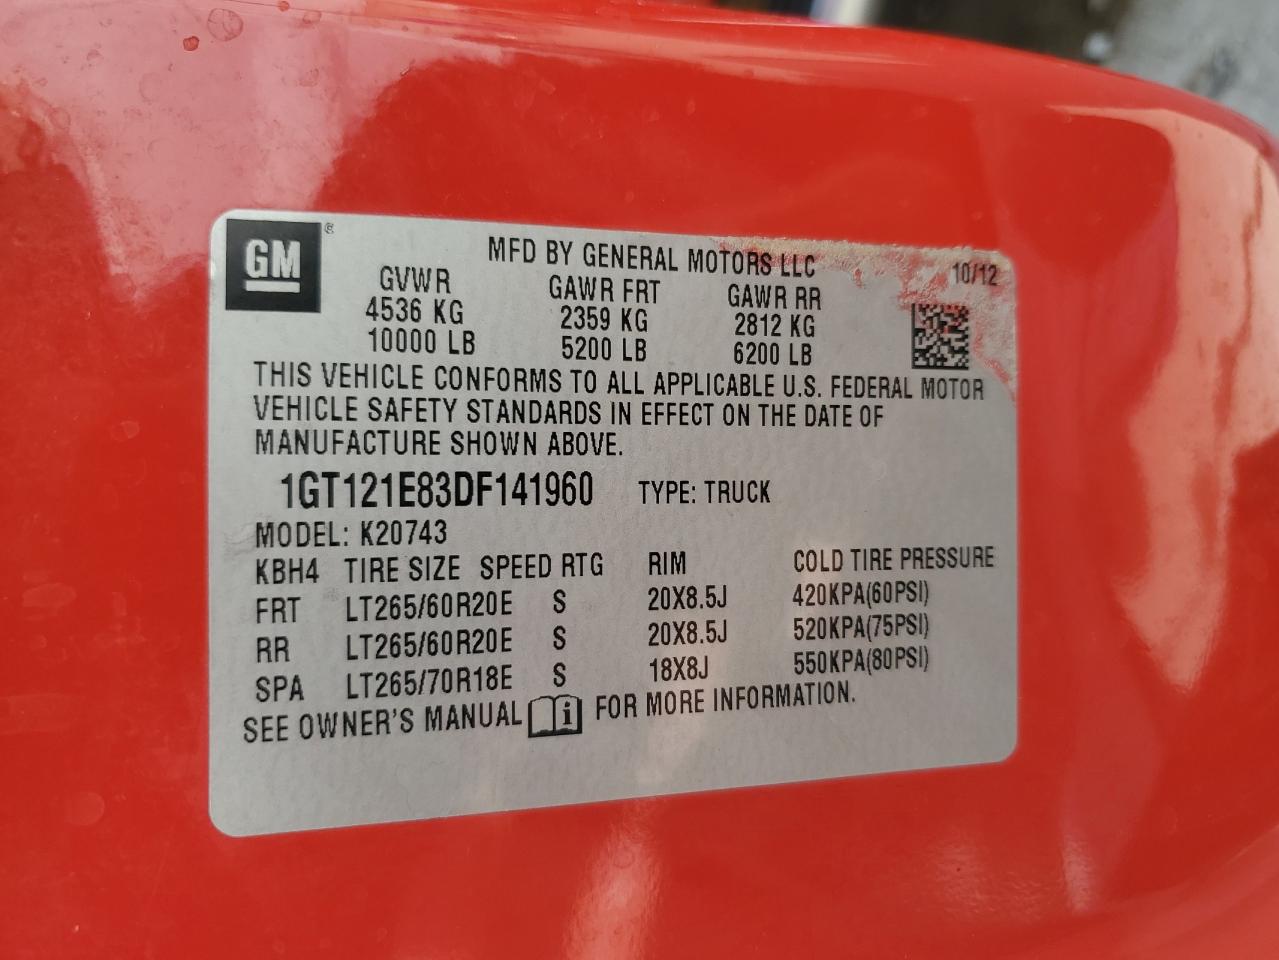 GM ®
MFD BY GENERAL MOTORS LLC 10/12
GVWR GAWR FRT GAWR RR
4536 KG 2359 KG 2812 KG
10000 LB 5200 LB 6200 LB
THIS VEHICLE CONFORMS TO ALL APPLICABLE U.S. FEDERAL MOTOR
VEHICLE SAFETY STANDARDS IN EFFECT ON THE DATE OF
MANUFACTURE SHOWN ABOVE.
1GT121E83DF141960 TYPE: TRUCK
MODEL: K20743
KBH4 TIRE SIZE SPEED RTG RIM COLD TIRE PRESSURE
FRT LT265/60R20E S 20X8.5J 420KPA(60PSI)
RR LT265/60R20E S 20X8.5J 520KPA(75PSI)
SPA LT265/70R18E S 18X8J 550KPA(80PSI)
SEE OWNER'S MANUAL i FOR MORE INFORMATION.